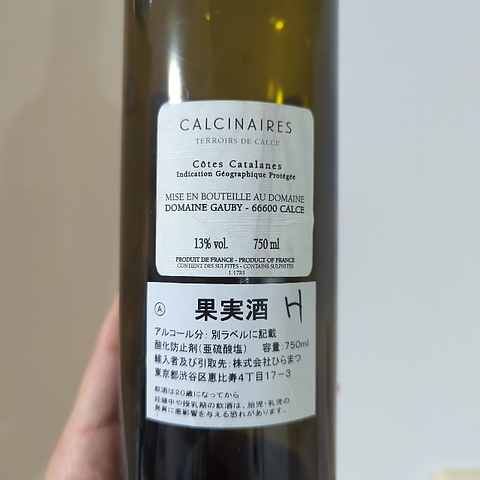 CALCINAIRES
TERROIRS DE CALCE
Côtes Catalanes
Indication Géographique Protégée
MISE EN BOUTEILLE AU DOMAINE
DOMAINE GAUBY - 66600 CALCE
13% vol. 750 ml
PRODUIT DE FRANCE - PRODUCT OF FRANCE
CONTIENT DES SULFITES - CONTAINS SULPHITES
Ⓐ 果実酒 H
アルコール分：別ラベルに記載
酸化防止剤(亜硫酸塩) 容量：750ml
輸入者及び引取先：株式会社ひらまつ
東京都渋谷区恵比寿4丁目17-3
飲酒は20歳になってから
妊娠中や授乳期の飲酒は、胎児・乳児の
発育に悪影響を与える恐れがあります。